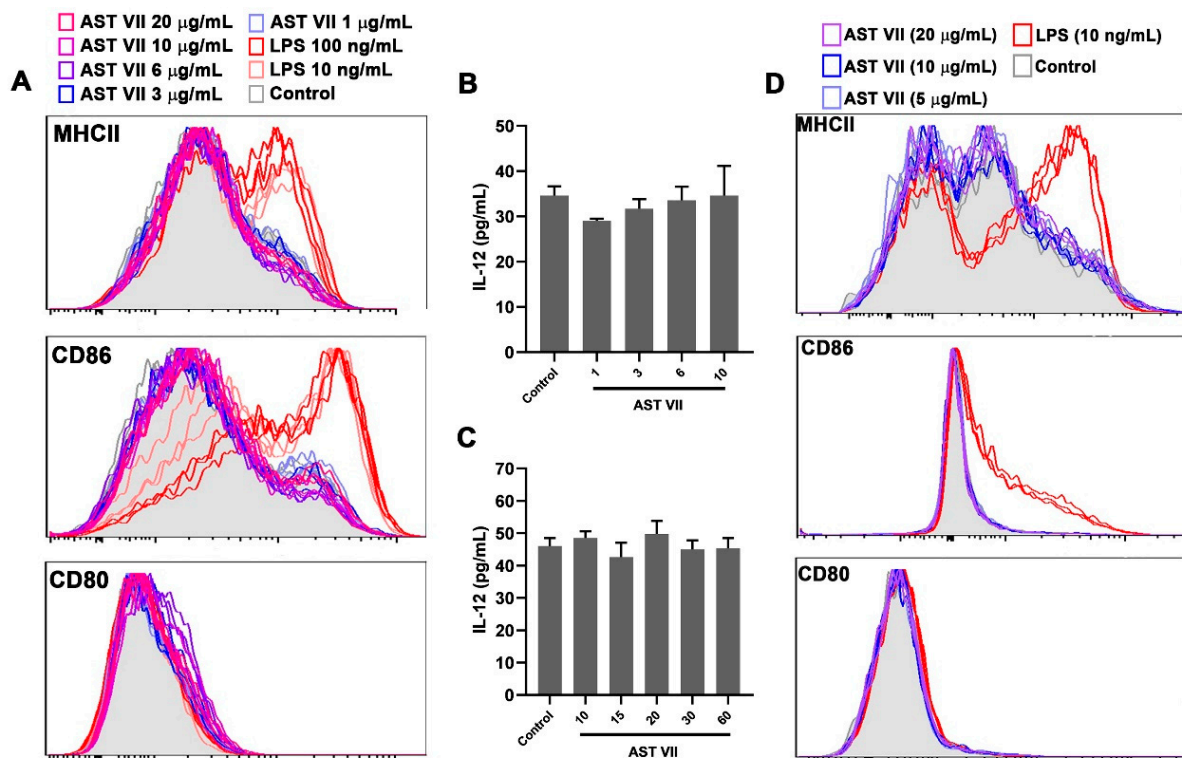 A
AST VII 20 μg/mL
AST VII 10 μg/mL
AST VII 6 μg/mL
AST VII 3 μg/mL
AST VII 1 μg/mL
LPS 100 ng/mL
LPS 10 ng/mL
Control
MHCII
CD86
CD80
B
IL-12 (pg/mL)
50
40
30
20
10
0
Control
1
3
6
10
AST VII
C
IL-12 (pg/mL)
70
60
50
40
30
20
10
0
Control
10
15
20
30
60
AST VII
D
AST VII (20 μg/mL)
AST VII (10 μg/mL)
AST VII (5 μg/mL)
LPS (10 ng/mL)
Control
MHCII
CD86
CD80